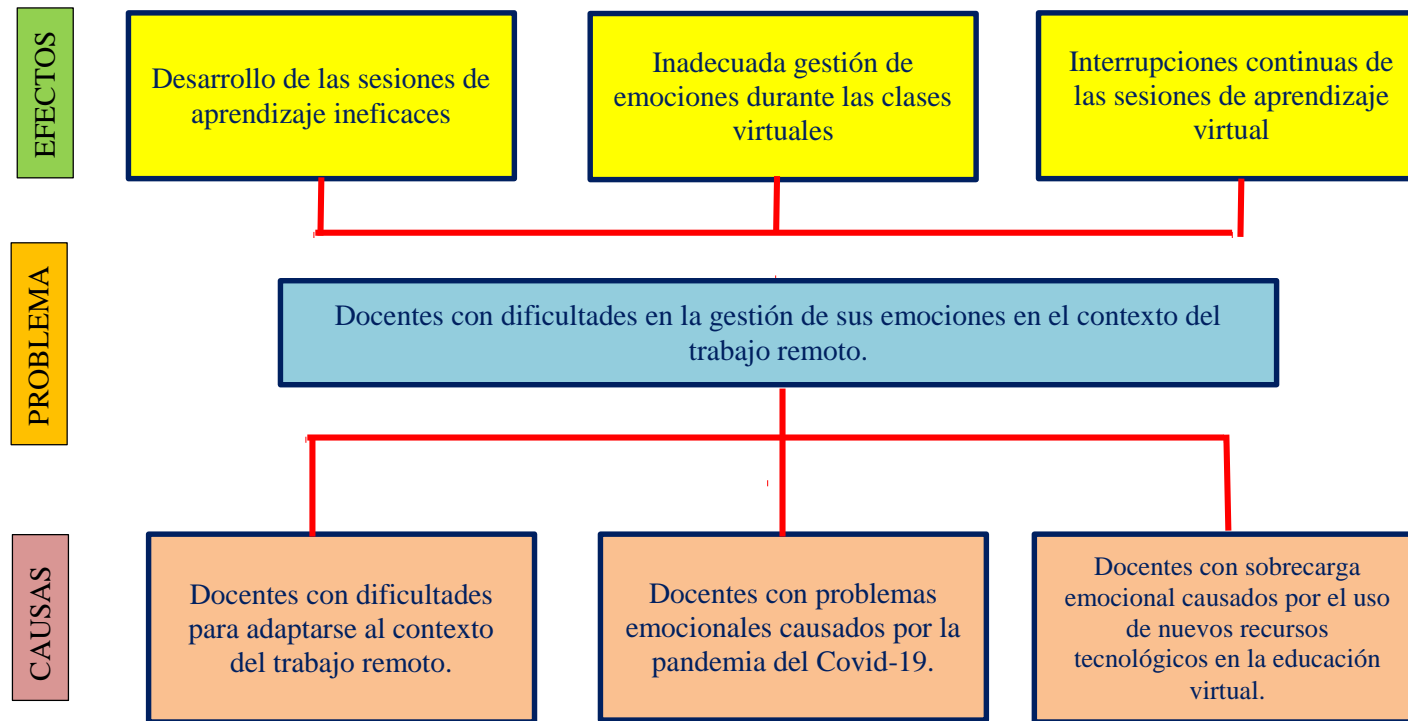 EFECTOS
Desarrollo de las sesiones de
aprendizaje ineficaces
Inadecuada gestión de
emociones durante las clases
virtuales
Interrupciones continuas de
las sesiones de aprendizaje
virtual
PROBLEMA
Docentes con dificultades en la gestión de sus emociones en el contexto del
trabajo remoto.
CAUSAS
Docentes con dificultades
para adaptarse al contexto
del trabajo remoto.
Docentes con problemas
emocionales causados por la
pandemia del Covid-19.
Docentes con sobrecarga
emocional causados por el uso
de nuevos recursos
tecnológicos en la educación
virtual.